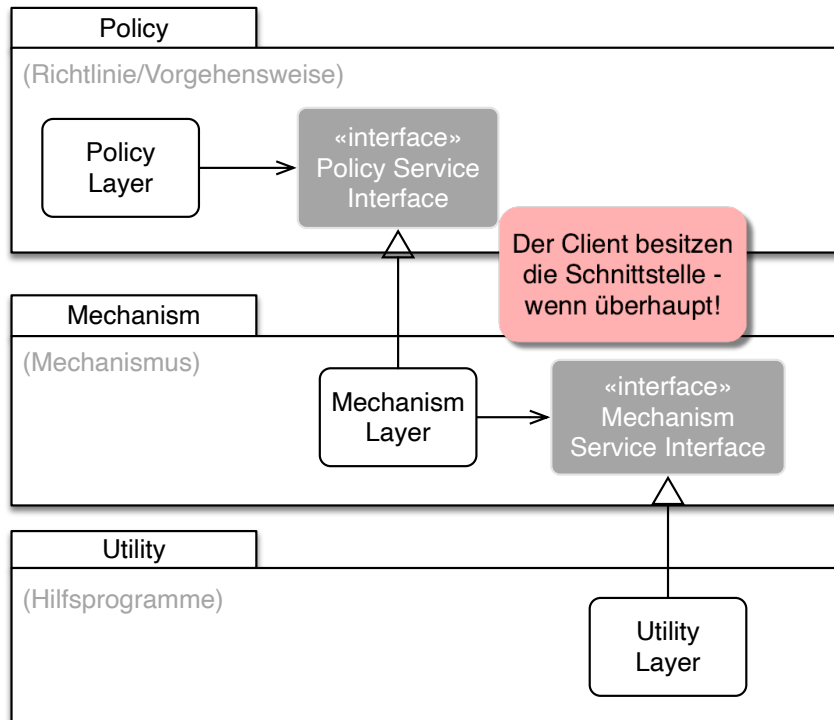 Policy
(Richtlinie/Vorgehensweise)
Policy
Layer
«interface»
Policy Service
Interface
Der Client besitzen
die Schnittstelle -
wenn überhaupt!
Mechanism
(Mechanismus)
Mechanism
Layer
«interface»
Mechanism
Service Interface
Utility
(Hilfsprogramme)
Utility
Layer